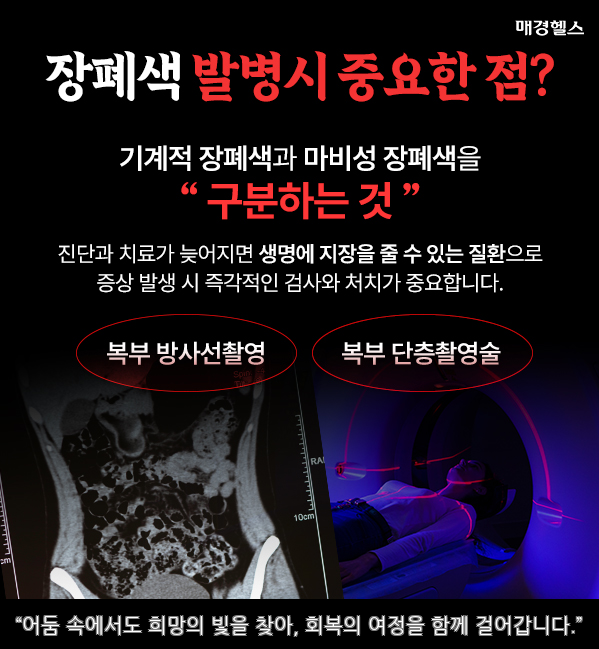 매경헬스
장폐색 발병시 중요한 점?
기계적 장폐색과 마비성 장폐색을
“ 구분하는 것 ”
진단과 치료가 늦어지면 생명에 지장을 줄 수 있는 질환으로
증상 발생 시 즉각적인 검사와 처치가 중요합니다.
복부 방사선촬영
복부 단층촬영술
10cm
cm
“어둠 속에서도 희망의 빛을 찾아, 회복의 여정을 함께 걸어갑니다.”